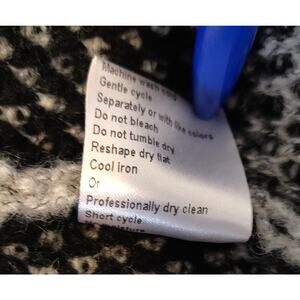 Machine wash cold
Gentle cycle
Separately or with like colors
Do not bleach
Do not tumble dry
Reshape dry flat
Cool iron
Or
Professionally dry clean
Short cycle